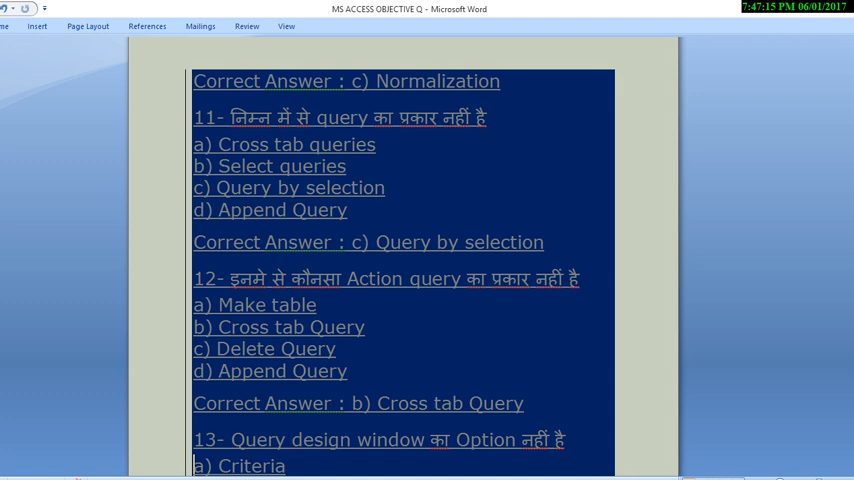 MS ACCESS OBJECTIVE Q - Microsoft Word
7:47:15 PM 06/01/2017
me Insert Page Layout References Mailings Review View
Correct Answer : c) Normalization
11- निम्न में से query का प्रकार नहीं है
a) Cross tab queries
b) Select queries
c) Query by selection
d) Append Query
Correct Answer : c) Query by selection
12- इनमे से कौनसा Action query का प्रकार नहीं है
a) Make table
b) Cross tab Query
c) Delete Query
d) Append Query
Correct Answer : b) Cross tab Query
13- Query design window का Option नहीं है
a) Criteria